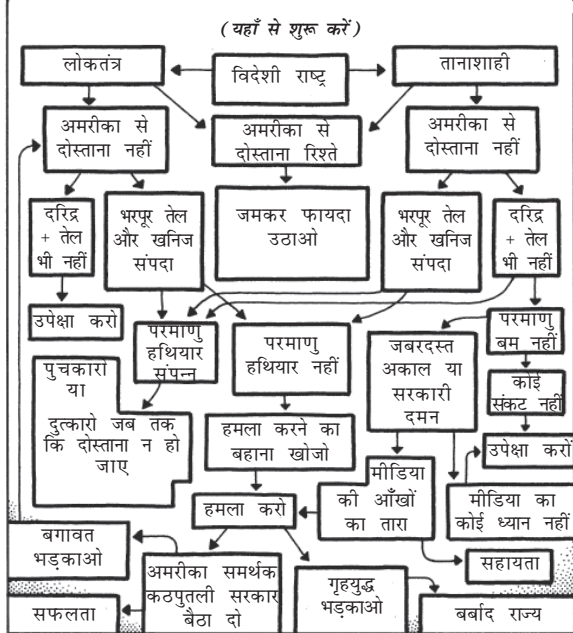 (यहाँ से शुरू करें)
लोकतंत्र
विदेशी राष्ट्र
तानाशाही
अमरीका से
दोस्ताना नहीं
अमरीका से
दोस्ताना रिश्ते
अमरीका से
दोस्ताना नहीं
दरिद्र
+ तेल
भी नहीं
भरपूर तेल
और खनिज
संपदा
जमकर फायदा
उठाओ
भरपूर तेल
और खनिज
संपदा
दरिद्र
+ तेल
भी नहीं
उपेक्षा करो
परमाणु
हथियार
संपन्न
परमाणु
हथियार नहीं
जबरदस्त
अकाल या
सरकारी
दमन
परमाणु
बम नहीं
पुचकारो
या
दुत्कारो जब तक
कि दोस्ताना न हो
जाए
कोई
संकट नहीं
हमला करने का
बहाना खोजो
उपेक्षा करों
मीडिया
की आँखों
का तारा
हमला करो
मीडिया का
कोई ध्यान नहीं
बगावत
भड़काओ
सहायता
अमरीका समर्थक
कठपुतली सरकार
बैठा दो
गृहयुद्ध
भड़काओ
सफलता
बर्बाद राज्य